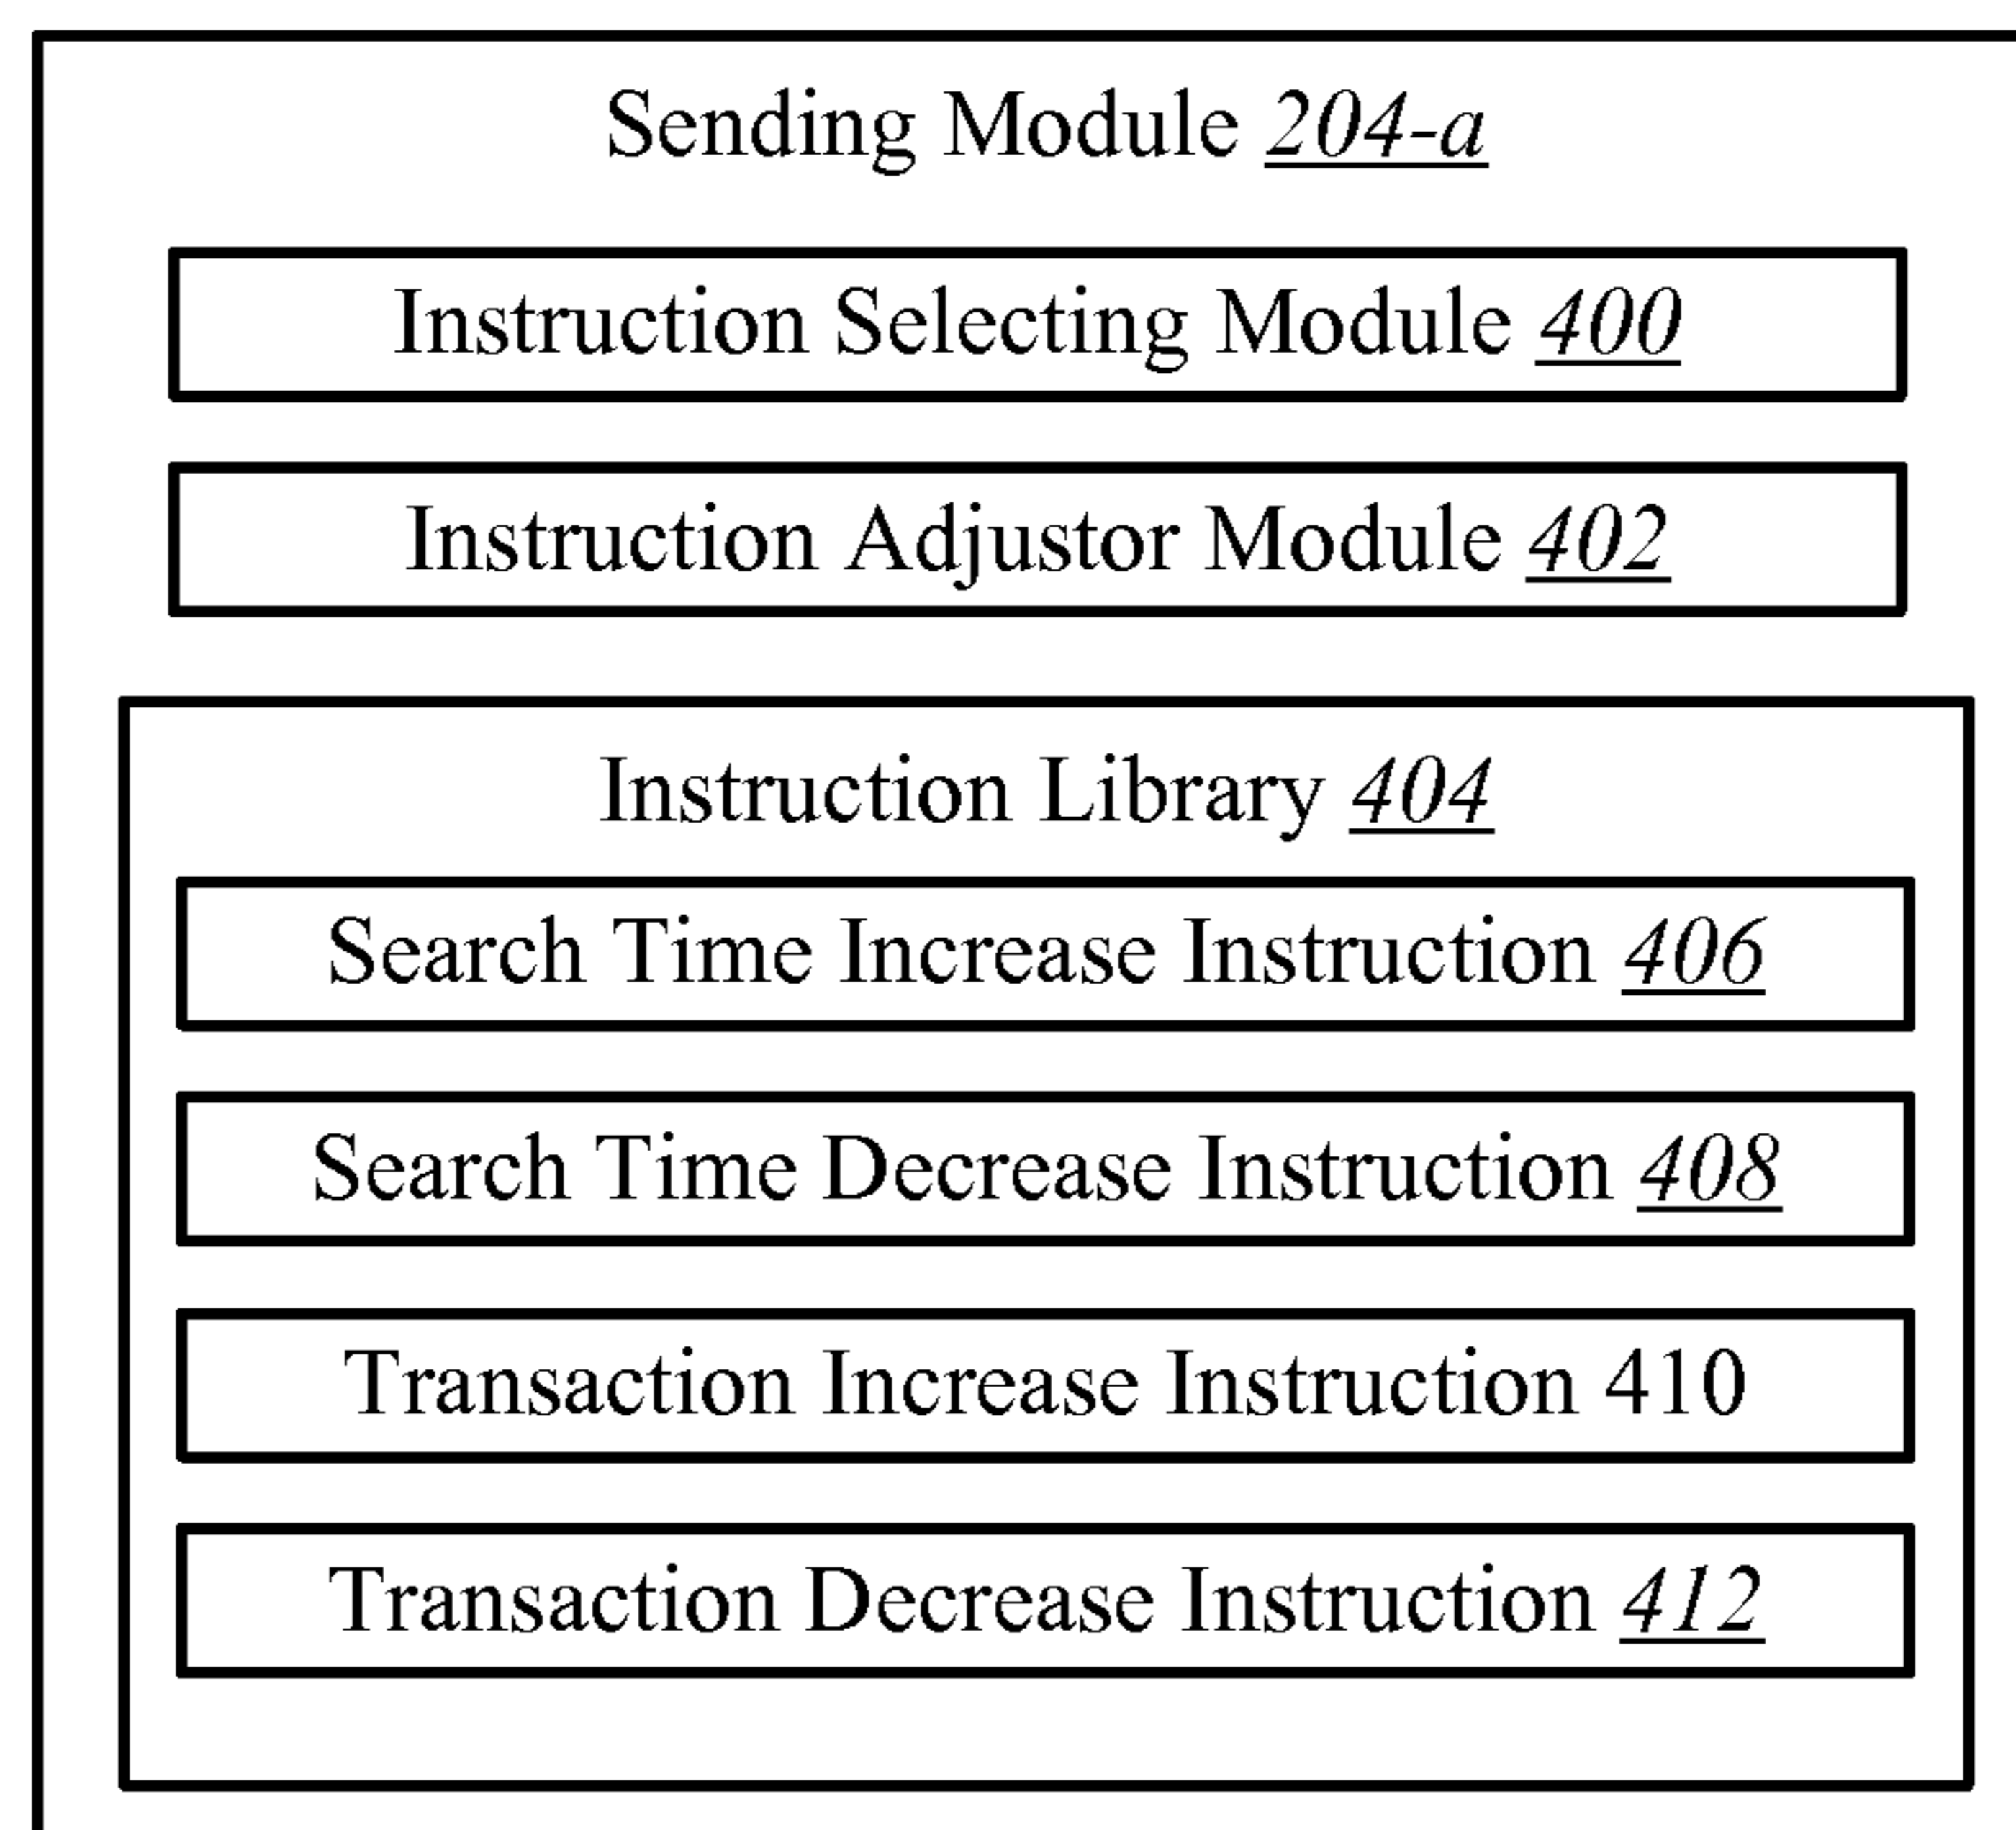 Sending Module 204-a
Instruction Selecting Module 400
Instruction Adjustor Module 402
Instruction Library 404
Search Time Increase Instruction 406
Search Time Decrease Instruction 408
Transaction Increase Instruction 410
Transaction Decrease Instruction 412